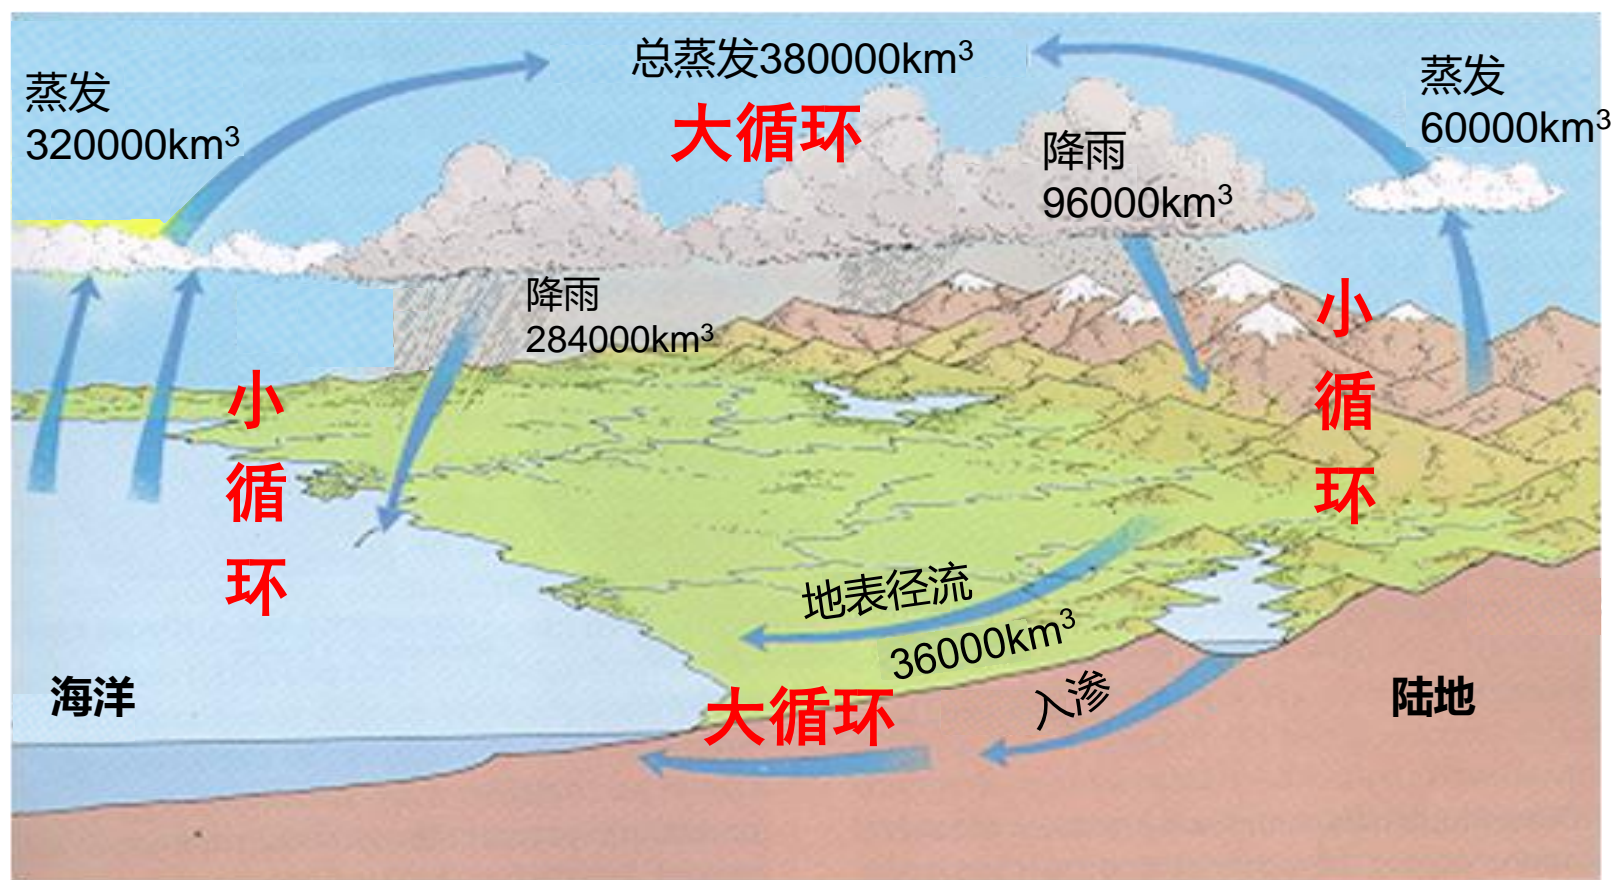 总蒸发380000km³
蒸发
320000km³
蒸发
60000km³
大循环
降雨
96000km³
降雨
284000km³
小
循
环
小
循
环
地表径流
36000km³
入渗
海洋
大循环
陆地